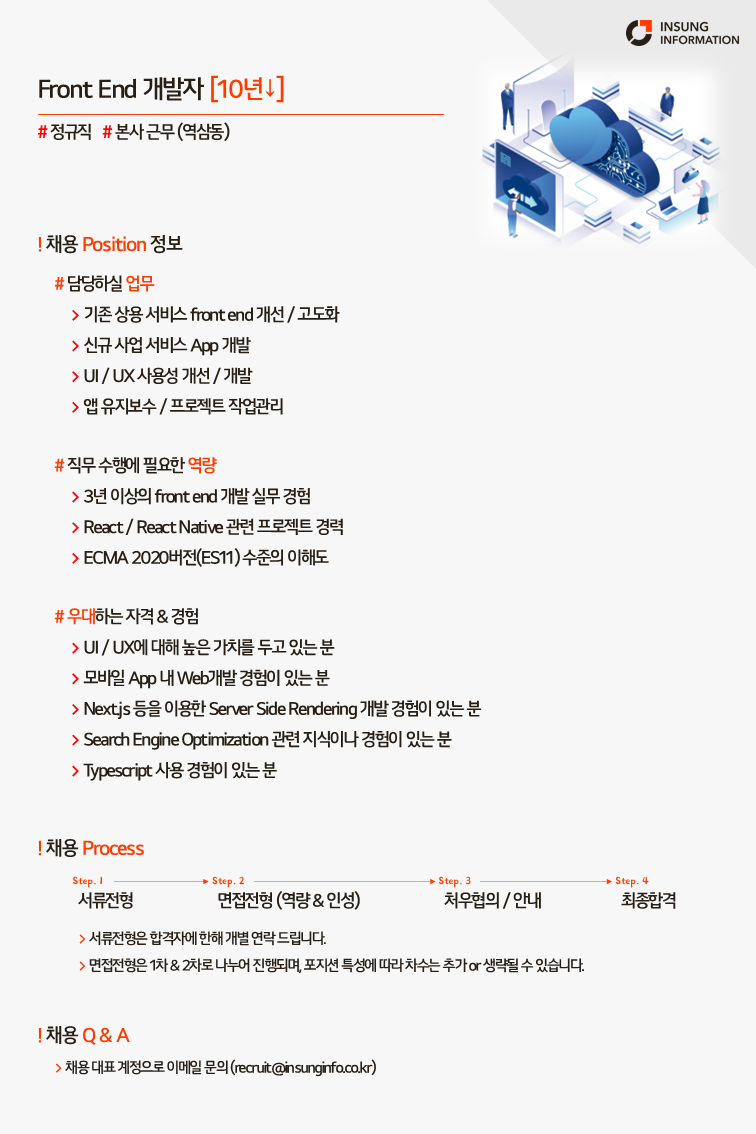 INSUNG
INFORMATION
Front End 개발자 [10년↓]
# 정규직 # 본사 근무 (역삼동)
! 채용 Position 정보
# 담당하실 업무
> 기존 상용 서비스 front end 개선 / 고도화
> 신규 사업 서비스 App 개발
> UI / UX 사용성 개선 / 개발
> 앱 유지보수 / 프로젝트 작업관리
# 직무 수행에 필요한 역량
> 3년 이상의 front end 개발 실무 경험
> React / React Native 관련 프로젝트 경력
> ECMA 2020버전(ES11) 수준의 이해도
# 우대하는 자격 & 경험
> UI / UX에 대해 높은 가치를 두고 있는 분
> 모바일 App 내 Web개발 경험이 있는 분
> Next.js 등을 이용한 Server Side Rendering 개발 경험이 있는 분
> Search Engine Optimization 관련 지식이나 경험이 있는 분
> Typescript 사용 경험이 있는 분
! 채용 Process
Step. 1 Step. 2 Step. 3 Step. 4
서류전형 면접전형 (역량 & 인성) 처우협의 / 안내 최종합격
> 서류전형은 합격자에 한해 개별 연락 드립니다.
> 면접전형은 1차 & 2차로 나누어 진행되며, 포지션 특성에 따라 차수는 추가 or 생략될 수 있습니다.
! 채용 Q & A
> 채용 대표 계정으로 이메일 문의 (recruit@insunginfo.co.kr)